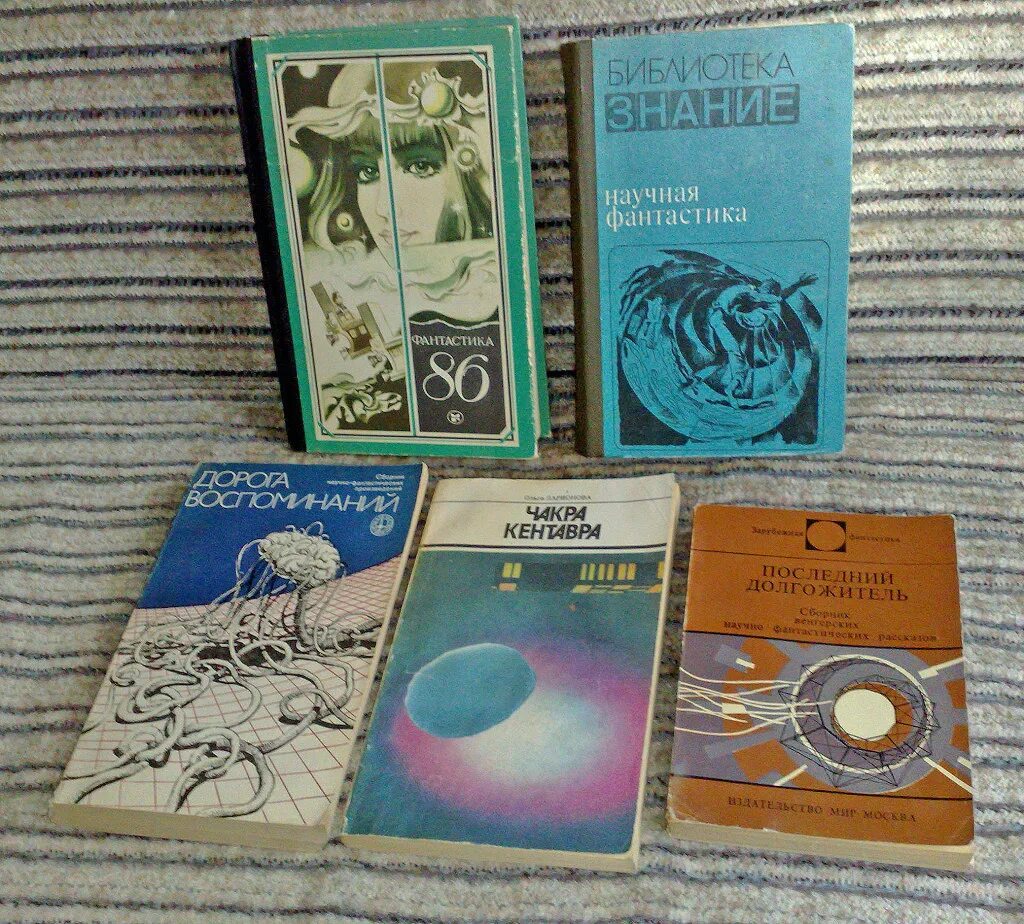 ФАНТАСТИКА
86
БИБЛИОТЕКА
ЗНАНИЕ
научная
фантастика
ДОРОГА
ВОСПОМИНАНИЙ
Сборник
научно-фантастических
произведений
Ольга ЛАРИОНОВА
ЧАКРА
КЕНТАВРА
Зарубежная фантастика
ПОСЛЕДНИЙ
ДОЛГОЖИТЕЛЬ
Сборник
венгерских
научно-фантастических рассказов
ИЗДАТЕЛЬСТВО МИР МОСКВА